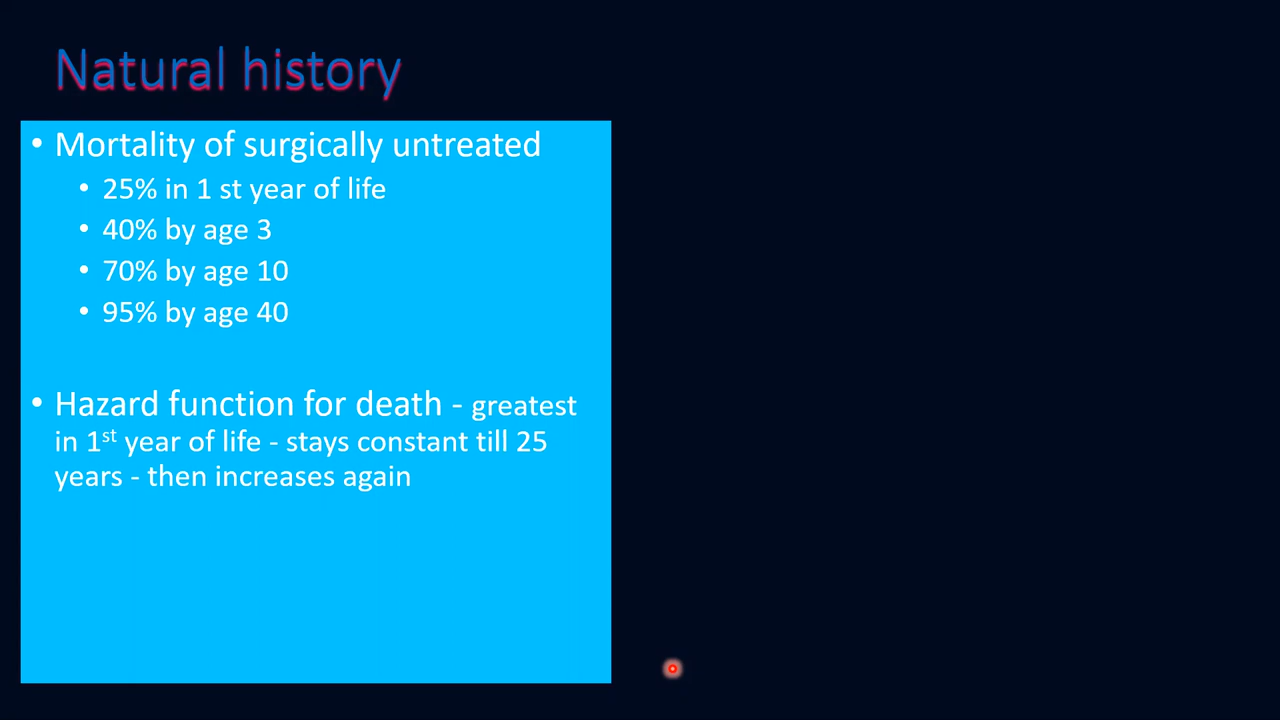 Natural history
• Mortality of surgically untreated
• 25% in 1 st year of life
• 40% by age 3
• 70% by age 10
• 95% by age 40
• Hazard function for death - greatest
in 1st year of life - stays constant till 25
years - then increases again